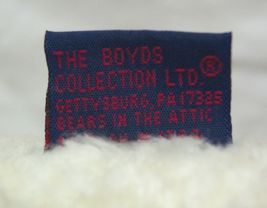 THE BOYDS
COLLECTION LTD®
GETTYSBURG, PA 17325
BEARS IN THE ATTIC